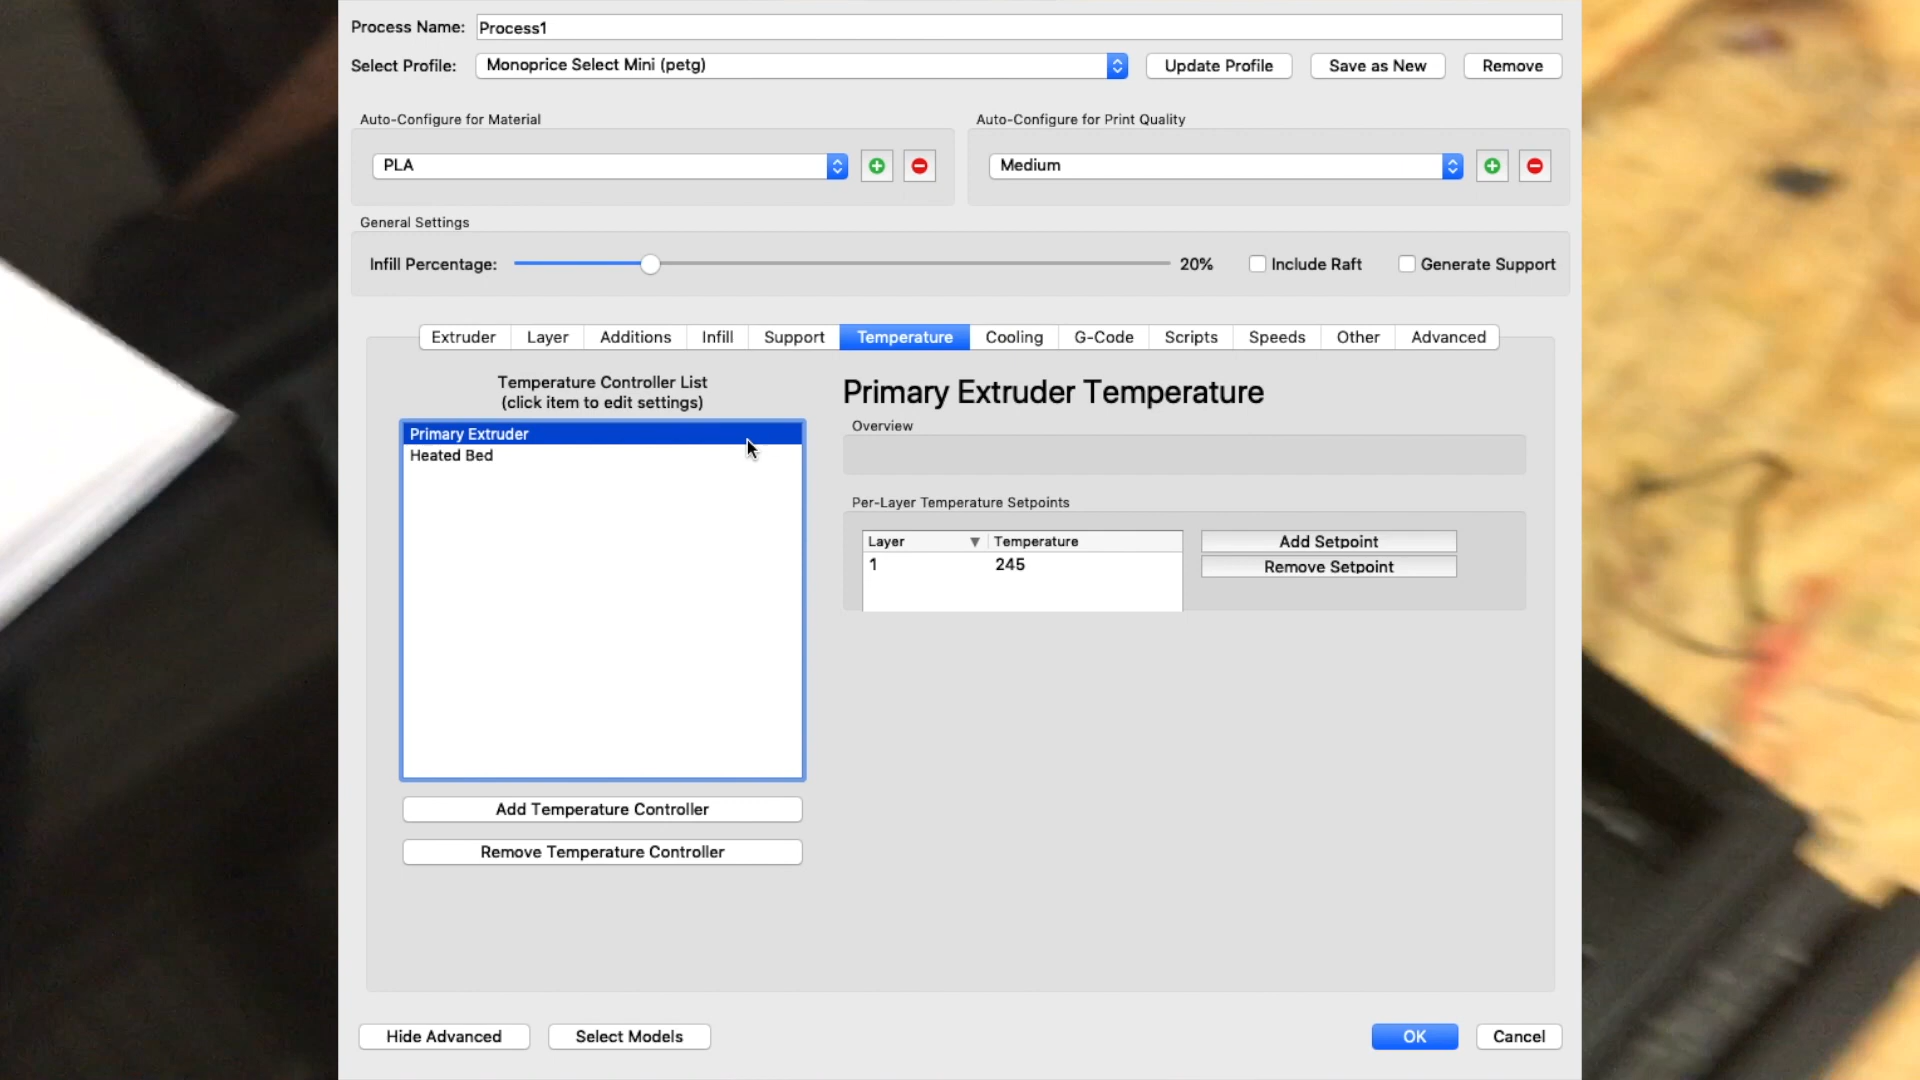 Process Name: Process1
Select Profile: Monoprice Select Mini (petg) Update Profile Save as New Remove
Auto-Configure for Material Auto-Configure for Print Quality
PLA Medium
General Settings
Infill Percentage: 20% Include Raft Generate Support
Extruder Layer Additions Infill Support Temperature Cooling G-Code Scripts Speeds Other Advanced
Temperature Controller List
(click item to edit settings)
Primary Extruder
Heated Bed
Add Temperature Controller
Remove Temperature Controller
Primary Extruder Temperature
Overview
Per-Layer Temperature Setpoints
Layer Temperature
1 245
Add Setpoint
Remove Setpoint
Hide Advanced Select Models OK Cancel